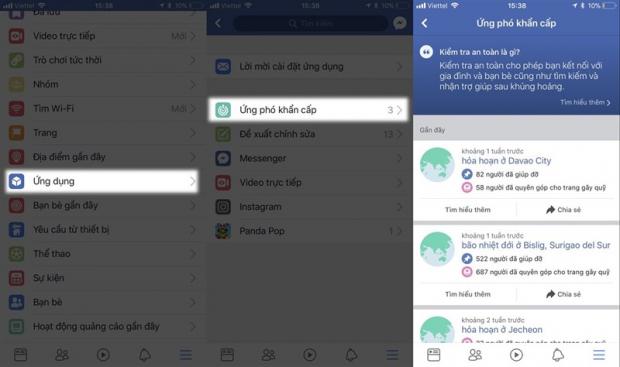 Viettel
15:38
10%
Đã lưu
Video trực tiếp
Mới
Trò chơi tức thời
Nhóm
Tìm Wi-Fi
Mới
Trang
Địa điểm gần đây
Ứng dụng
Bạn bè gần đây
Yêu cầu từ thiết bị
Thể thao
Sự kiện
Bạn bè
Hoạt động quảng cáo gần đây
Viettel
15:38
10%
Tìm kiếm
Lời mời cài đặt ứng dụng
Ứng phó khẩn cấp
3
Đề xuất chỉnh sửa
13
Messenger
Video trực tiếp
Instagram
Panda Pop
Viettel
15:38
10%
Ứng phó khẩn cấp
Kiểm tra an toàn là gì?
Kiểm tra an toàn cho phép bạn kết nối với
gia đình và bạn bè cũng như tìm kiếm và
nhận trợ giúp sau khủng hoảng.
Tìm hiểu thêm
Gần đây
khoảng 1 tuần trước
hỏa hoạn ở Davao City
82 người đã giúp đỡ
58 người đã quyên góp cho trang gây quỹ
Tìm hiểu thêm
Chia sẻ
khoảng 1 tuần trước
bão nhiệt đới ở Bislig, Surigao del Sur
522 người đã giúp đỡ
687 người đã quyên góp cho trang gây quỹ
Tìm hiểu thêm
Chia sẻ
khoảng 2 tuần trước
hỏa hoạn ở Jecheon